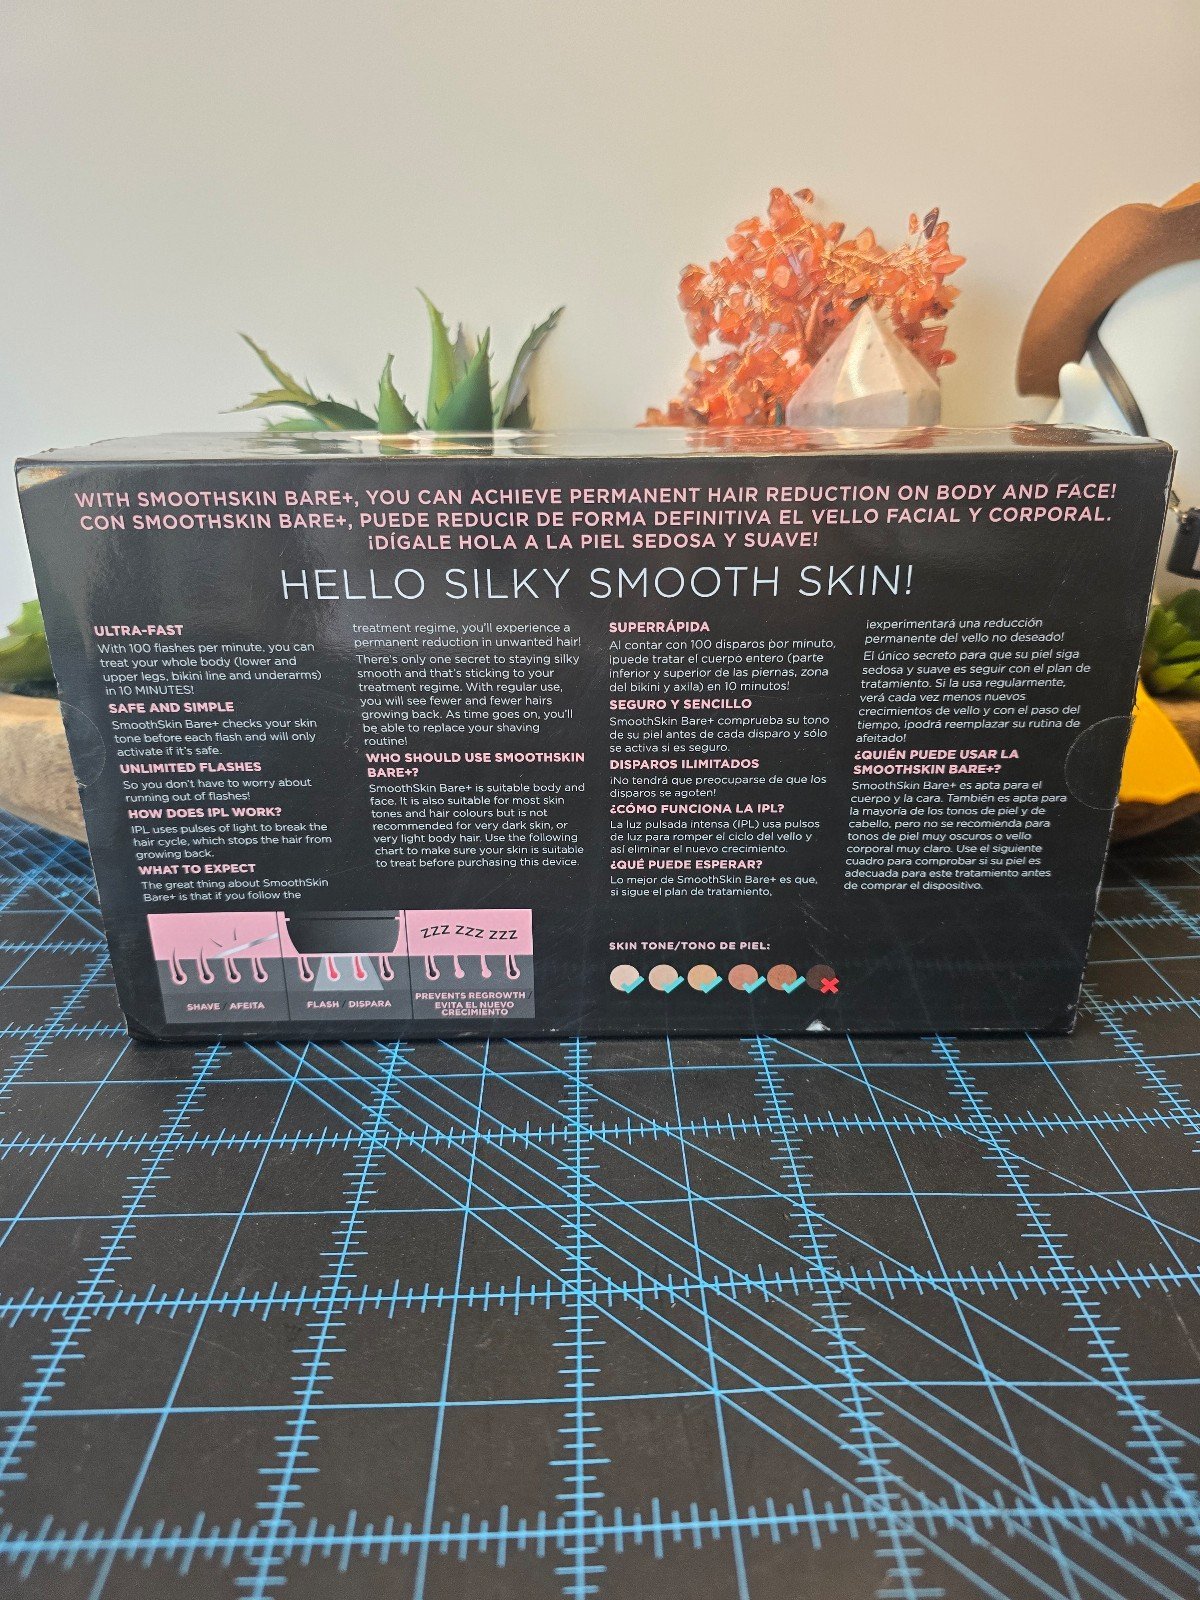 WITH SMOOTHSKIN BARE+, YOU CAN ACHIEVE PERMANENT HAIR REDUCTION ON BODY AND FACE!
CON SMOOTHSKIN BARE+, PUEDE REDUCIR DE FORMA DEFINITIVA EL VELLO FACIAL Y CORPORAL.
¡DÍGALE HOLA A LA PIEL SEDOSA Y SUAVE!
HELLO SILKY SMOOTH SKIN!
ULTRA-FAST
With 100 flashes per minute, you can
treat your whole body (lower and
upper legs, bikini line and underarms)
in 10 MINUTES!
SAFE AND SIMPLE
SmoothSkin Bare+ checks your skin
tone before each flash and will only
activate if it's safe.
UNLIMITED FLASHES
So you don't have to worry about
running out of flashes!
HOW DOES IPL WORK?
IPL uses pulses of light to break the
hair cycle, which stops the hair from
growing back.
WHAT TO EXPECT
The great thing about SmoothSkin
Bare+ is that if you follow the
treatment regime, you'll experience a
permanent reduction in unwanted hair!
There's only one secret to staying silky
smooth and that's sticking to your
treatment regime. With regular use,
you will see fewer and fewer hairs
growing back. As time goes on, you'll
be able to replace your shaving
routine!
WHO SHOULD USE SMOOTHSKIN
BARE+?
SmoothSkin Bare+ is suitable body and
face. It is also suitable for most skin
tones and hair colours but is not
recommended for very dark skin, or
very light body hair. Use the following
chart to make sure your skin is suitable
to treat before purchasing this device.
SUPERRÁPIDA
Al contar con 100 disparos por minuto,
¡puede tratar el cuerpo entero (parte
inferior y superior de las piernas, zona
del bikini y axila) en 10 minutos!
SEGURO Y SENCILLO
SmoothSkin Bare+ comprueba su tono
de su piel antes de cada disparo y sólo
se activa si es seguro.
DISPAROS ILIMITADOS
¡No tendrá que preocuparse de que los
disparos se agoten!
¿CÓMO FUNCIONA LA IPL?
La luz pulsada intensa (IPL) usa pulsos
de luz para romper el ciclo del vello y
así eliminar el nuevo crecimiento.
¿QUÉ PUEDE ESPERAR?
Lo mejor de SmoothSkin Bare+ es que,
si sigue el plan de tratamiento,
¡experimentará una reducción
permanente del vello no deseado!
El único secreto para que su piel siga
sedosa y suave es seguir con el plan de
tratamiento. Si la usa regularmente,
verá cada vez menos nuevos
crecimientos de vello y con el paso del
tiempo, ¡podrá reemplazar su rutina de
afeitado!
¿QUIÉN PUEDE USAR LA
SMOOTHSKIN BARE+?
SmoothSkin Bare+ es apta para el
cuerpo y la cara. También es apta para
la mayoría de los tonos de piel y de
cabello, pero no se recomienda para
tonos de piel muy oscuros o vello
corporal muy claro. Use el siguiente
cuadro para comprobar si su piel es
adecuada para este tratamiento antes
de comprar el dispositivo.
SHAVE / AFEITA
FLASH / DISPARA
ZZZ ZZZ ZZZ
PREVENTS REGROWTH /
EVITA EL NUEVO
CRECIMIENTO
SKIN TONE/TONO DE PIEL: